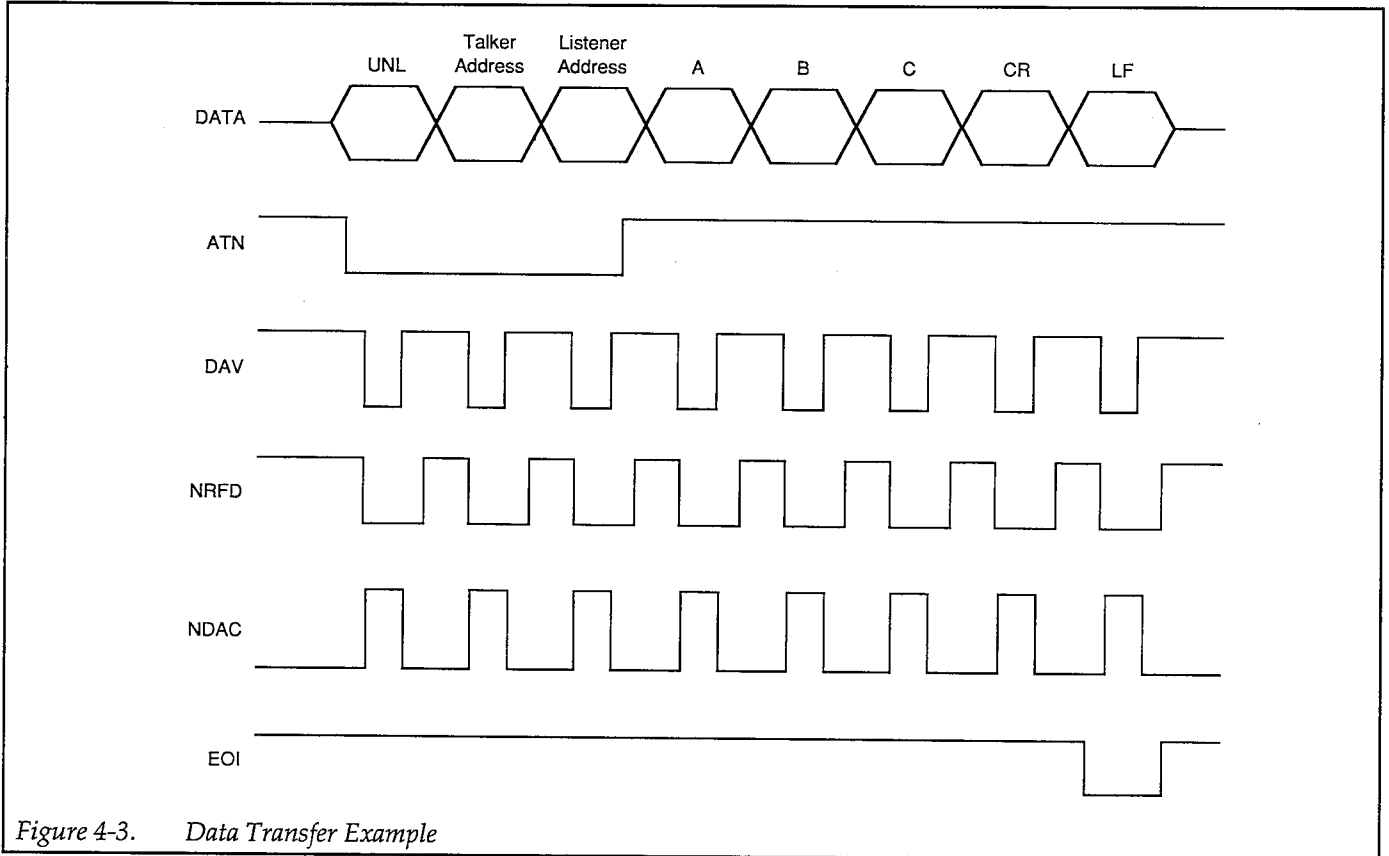 Talker Listener
UNL Address Address A B C CR LF
DATA
ATN
DAV
NRFD
NDAC
EOI
Figure 4-3. Data Transfer Example